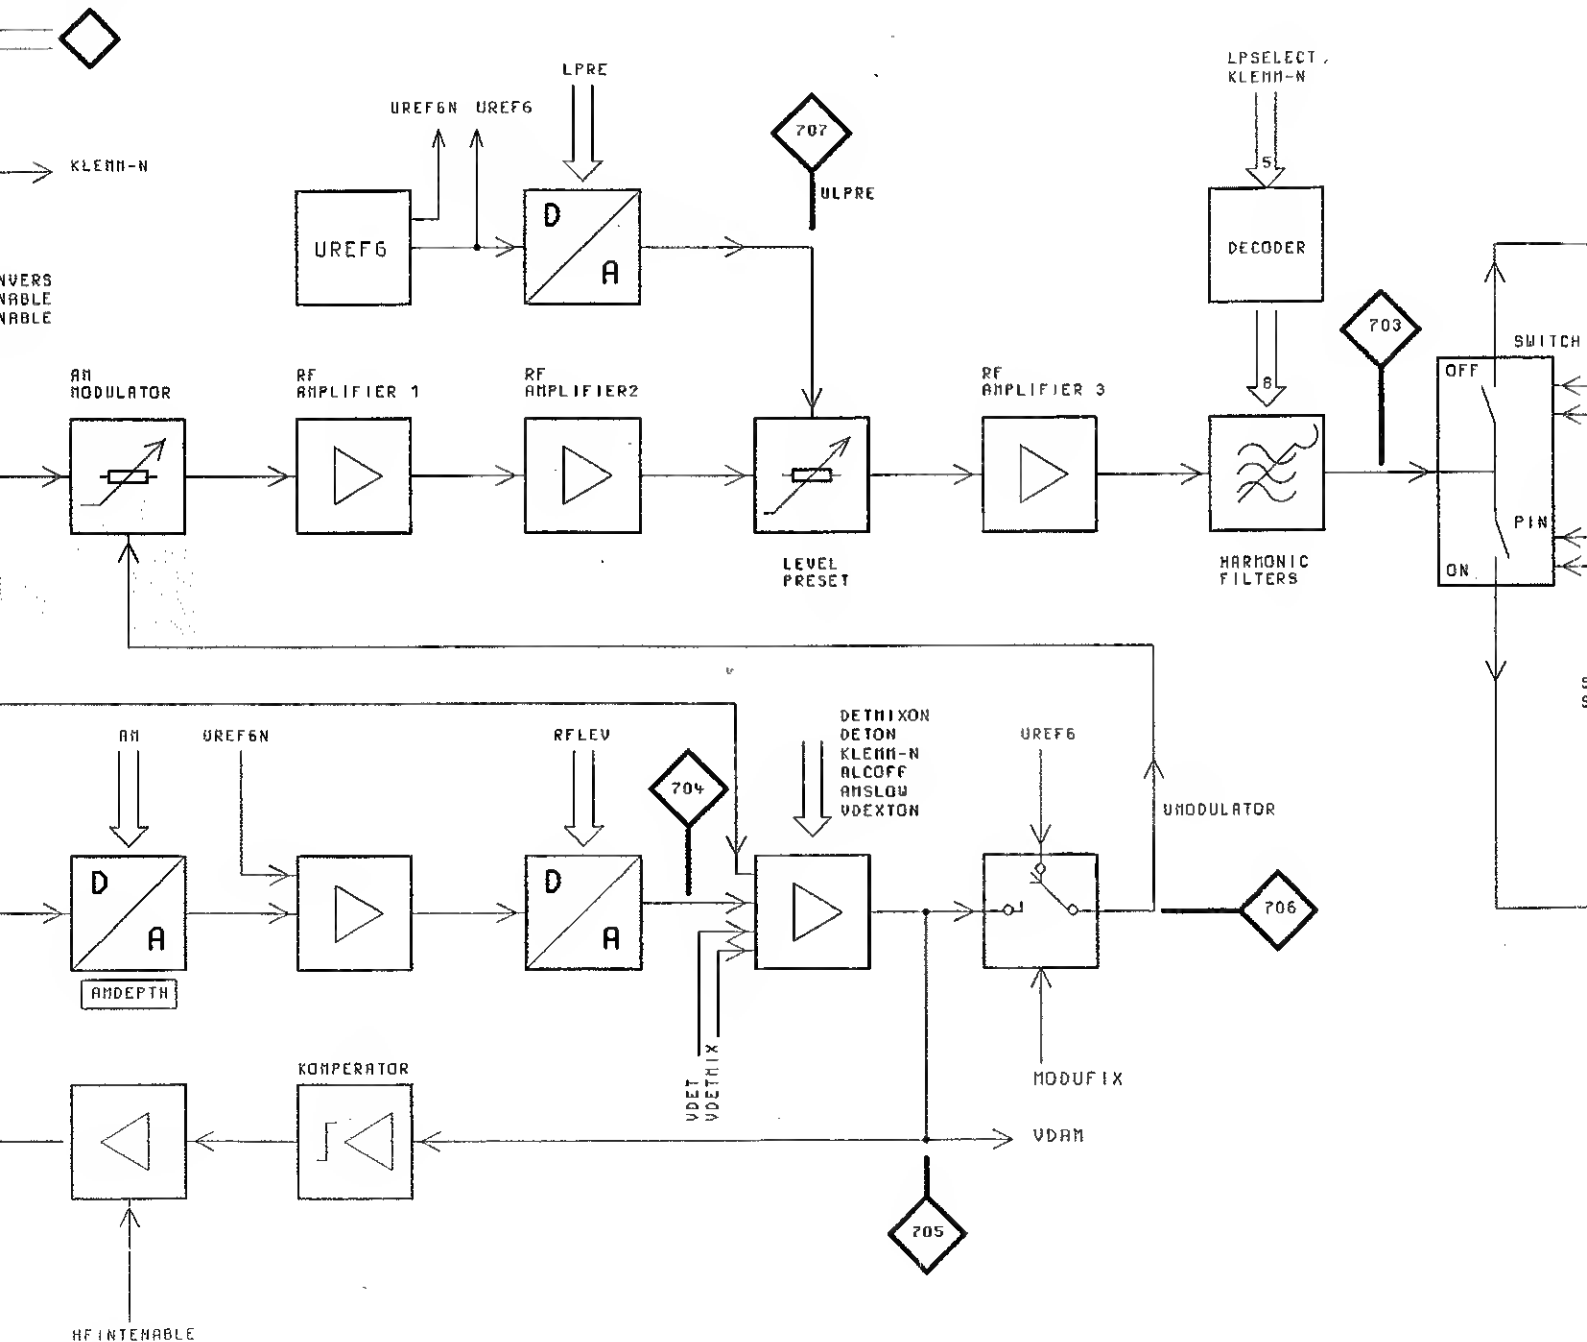 LPSELECT,
KLEMM-N
LPRE
UREF6N UREF6
707
KLEMM-N
5
ULPRE
D
A
UREF6
DECODER
NVERS
NABLE
NABLE
703
SWITCH
AM
MODULATOR
RF
AMPLIFIER 1
RF
AMPLIFIER2
RF
AMPLIFIER 3
8
OFF
PIN
ON
LEVEL
PRESET
HARMONIC
FILTERS
S
S
AM
UREF6N
RFLEV
704
DETMIXON
DETON
KLEMM-N
ALCOFF
AMSLOW
VDEXTON
UREF6
UMODULATOR
D
A
D
A
706
AMDEPTH
VDET
VDETMIX
KOMPERATOR
MODUFIX
VDAM
705
HFINTENABLE